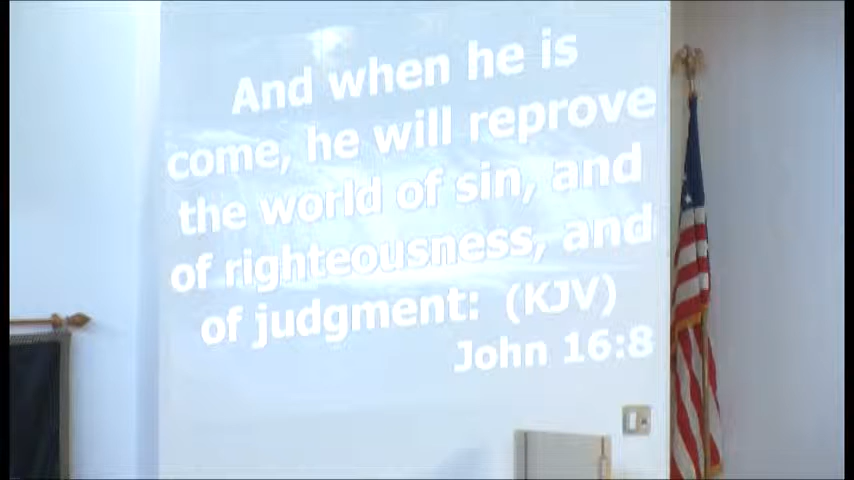 And when he is
come, he will reprove
the world of sin, and
of righteousness, and
of judgment: (KJV)
John 16:8